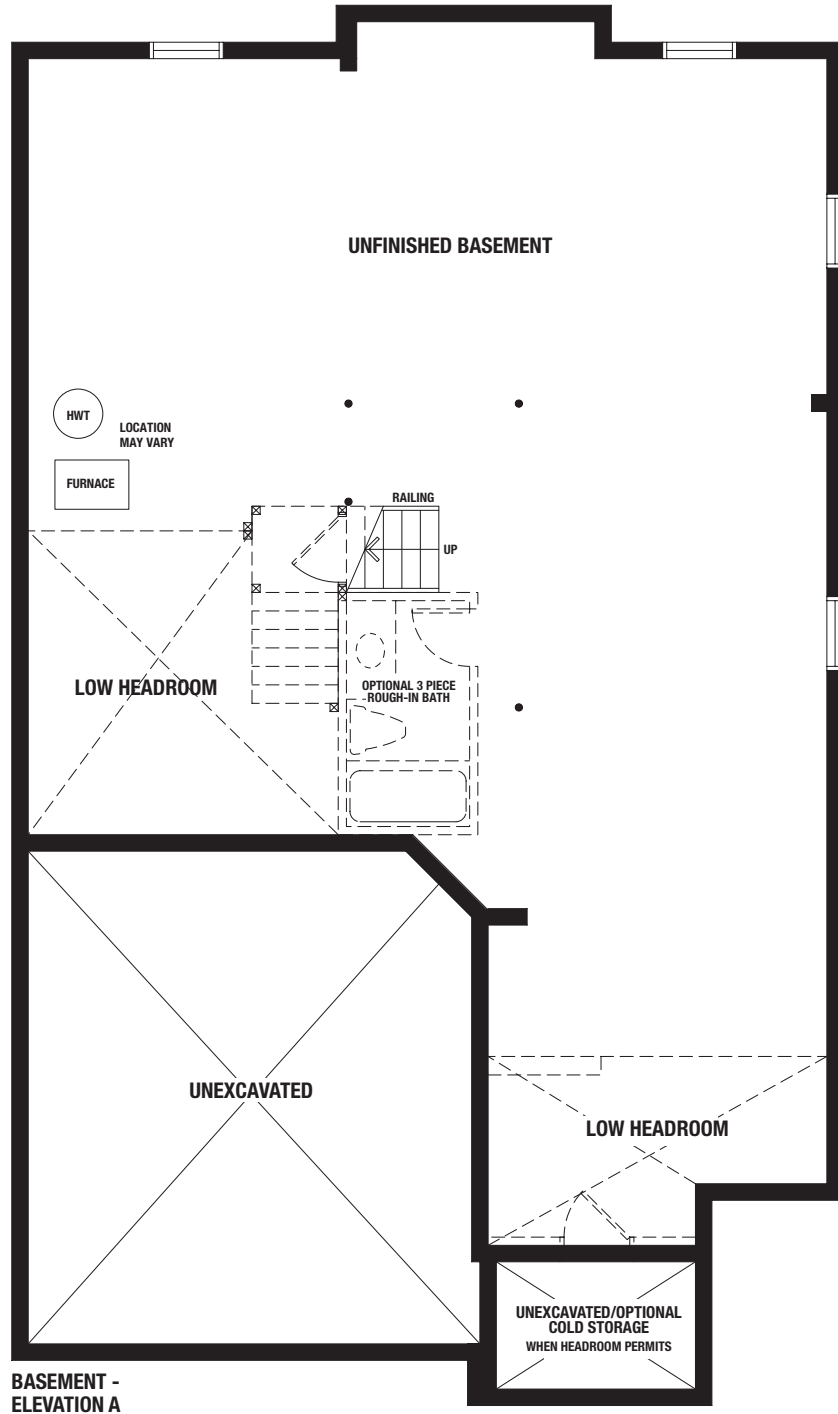 UNFINISHED BASEMENT
HWT
LOCATION
MAY VARY
FURNACE
RAILING
UP
LOW HEADROOM
OPTIONAL 3 PIECE
ROUGH-IN BATH
UNEXCAVATED
LOW HEADROOM
UNEXCAVATED/OPTIONAL
COLD STORAGE
WHEN HEADROOM PERMITS
BASEMENT -
ELEVATION A